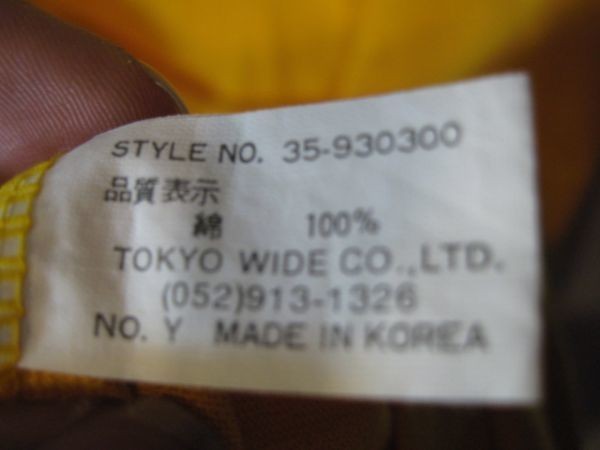 STYLE NO. 35-930300
品質表示
綿 100%
TOKYO WIDE CO.,LTD.
(052)913-1326
NO. Y MADE IN KOREA